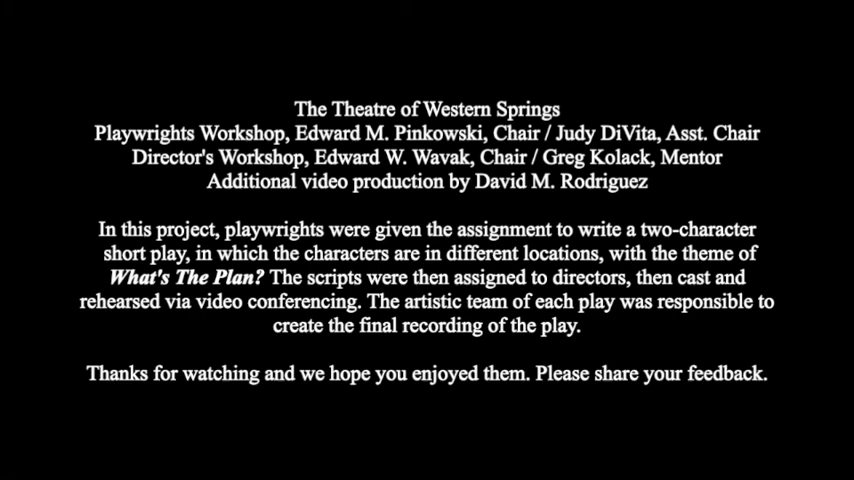 The Theatre of Western Springs
Playwrights Workshop, Edward M. Pinkowski, Chair / Judy DiVita, Asst. Chair
Director's Workshop, Edward W. Wavak, Chair / Greg Kolack, Mentor
Additional video production by David M. Rodriguez
In this project, playwrights were given the assignment to write a two-character
short play, in which the characters are in different locations, with the theme of
What's The Plan? The scripts were then assigned to directors, then cast and
rehearsed via video conferencing. The artistic team of each play was responsible to
create the final recording of the play.
Thanks for watching and we hope you enjoyed them. Please share your feedback.